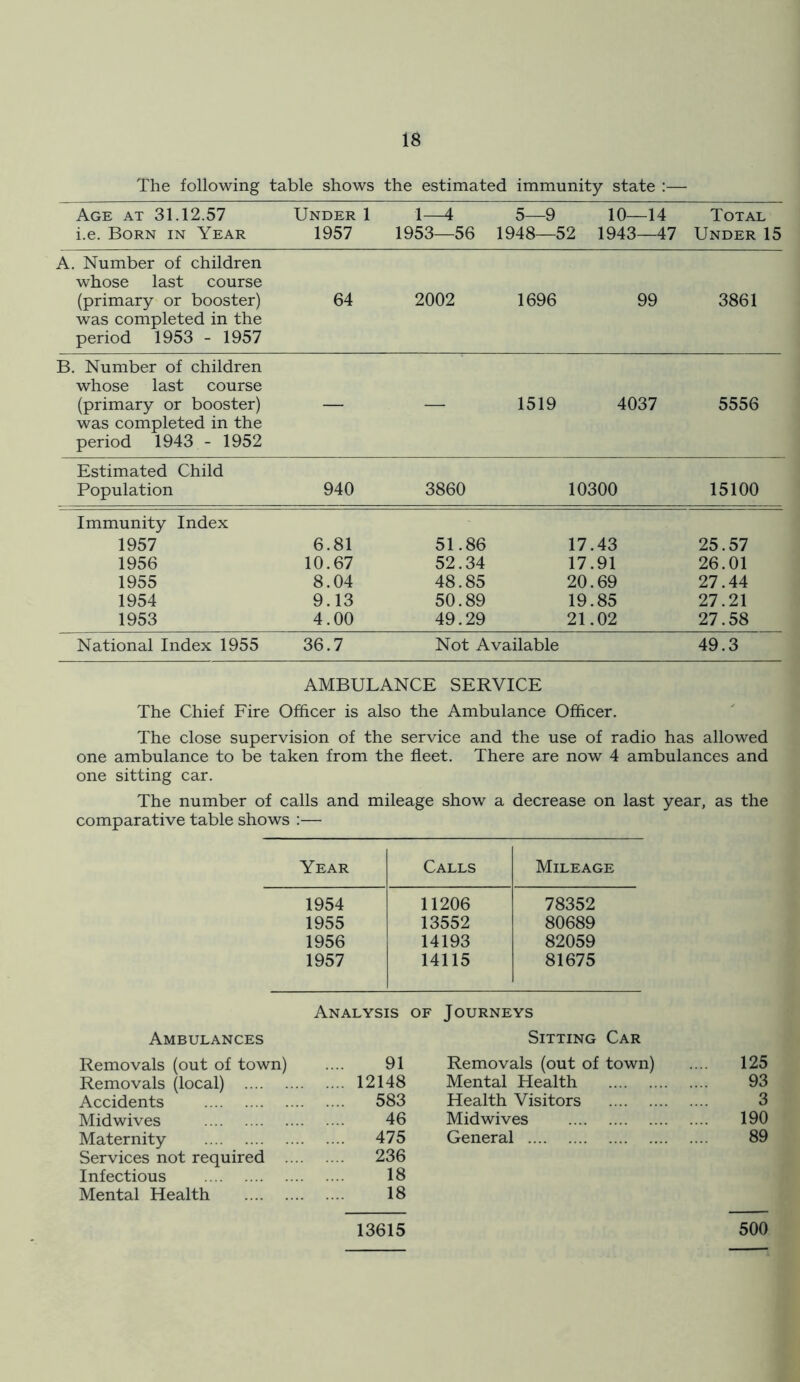 18
The following table shows the estimated immunity state :—
Age at 31.12.57 Under 1 1—4 5—9 10—14 Total
i.e. Born in Year 1957 1953—56 1948—52 1943—47 Under 15
A. Number of children
whose last course
(primary or booster) 64 2002 1696 99 3861
was completed in the
period 1953 - 1957
B. Number of children
whose last course
(primary or booster) — — 1519 4037 5556
was completed in the
period 1943 - 1952
Estimated Child
Population 940 3860 10300 15100
Immunity Index
1957 6.81 51.86 17.43 25.57
1956 10.67 52.34 17.91 26.01
1955 8.04 48.85 20.69 27.44
1954 9.13 50.89 19.85 27.21
1953 4.00 49.29 21.02 27.58
National Index 1955 36.7 Not Available 49.3
AMBULANCE SERVICE
The Chief Fire Officer is also the Ambulance Officer.
The close supervision of the service and the use of radio has allowed
one ambulance to be taken from the fleet. There are now 4 ambulances and
one sitting car.
The number of calls and mileage show a decrease on last year, as the
comparative table shows :—
Year Calls Mileage
1954 11206 78352
1955 13552 80689
1956 14193 82059
1957 14115 81675
Analysis of Journeys
Ambulances
Removals (out of town) .... 91
Removals (local) .... .... .... 12148
Accidents .... .... .... .... 583
Midwives .... .... .... .... 46
Maternity .... .... .... .... 475
Services not required .... .... 236
Infectious .... .... .... .... 18
Mental Health .... .... .... 18
13615
Sitting Car
Removals (out of town) .... 125
Mental Health .... .... .... 93
Health Visitors .... .... .... 3
Midwives .... .... .... .... 190
General .... .... .... .... .... 89
500